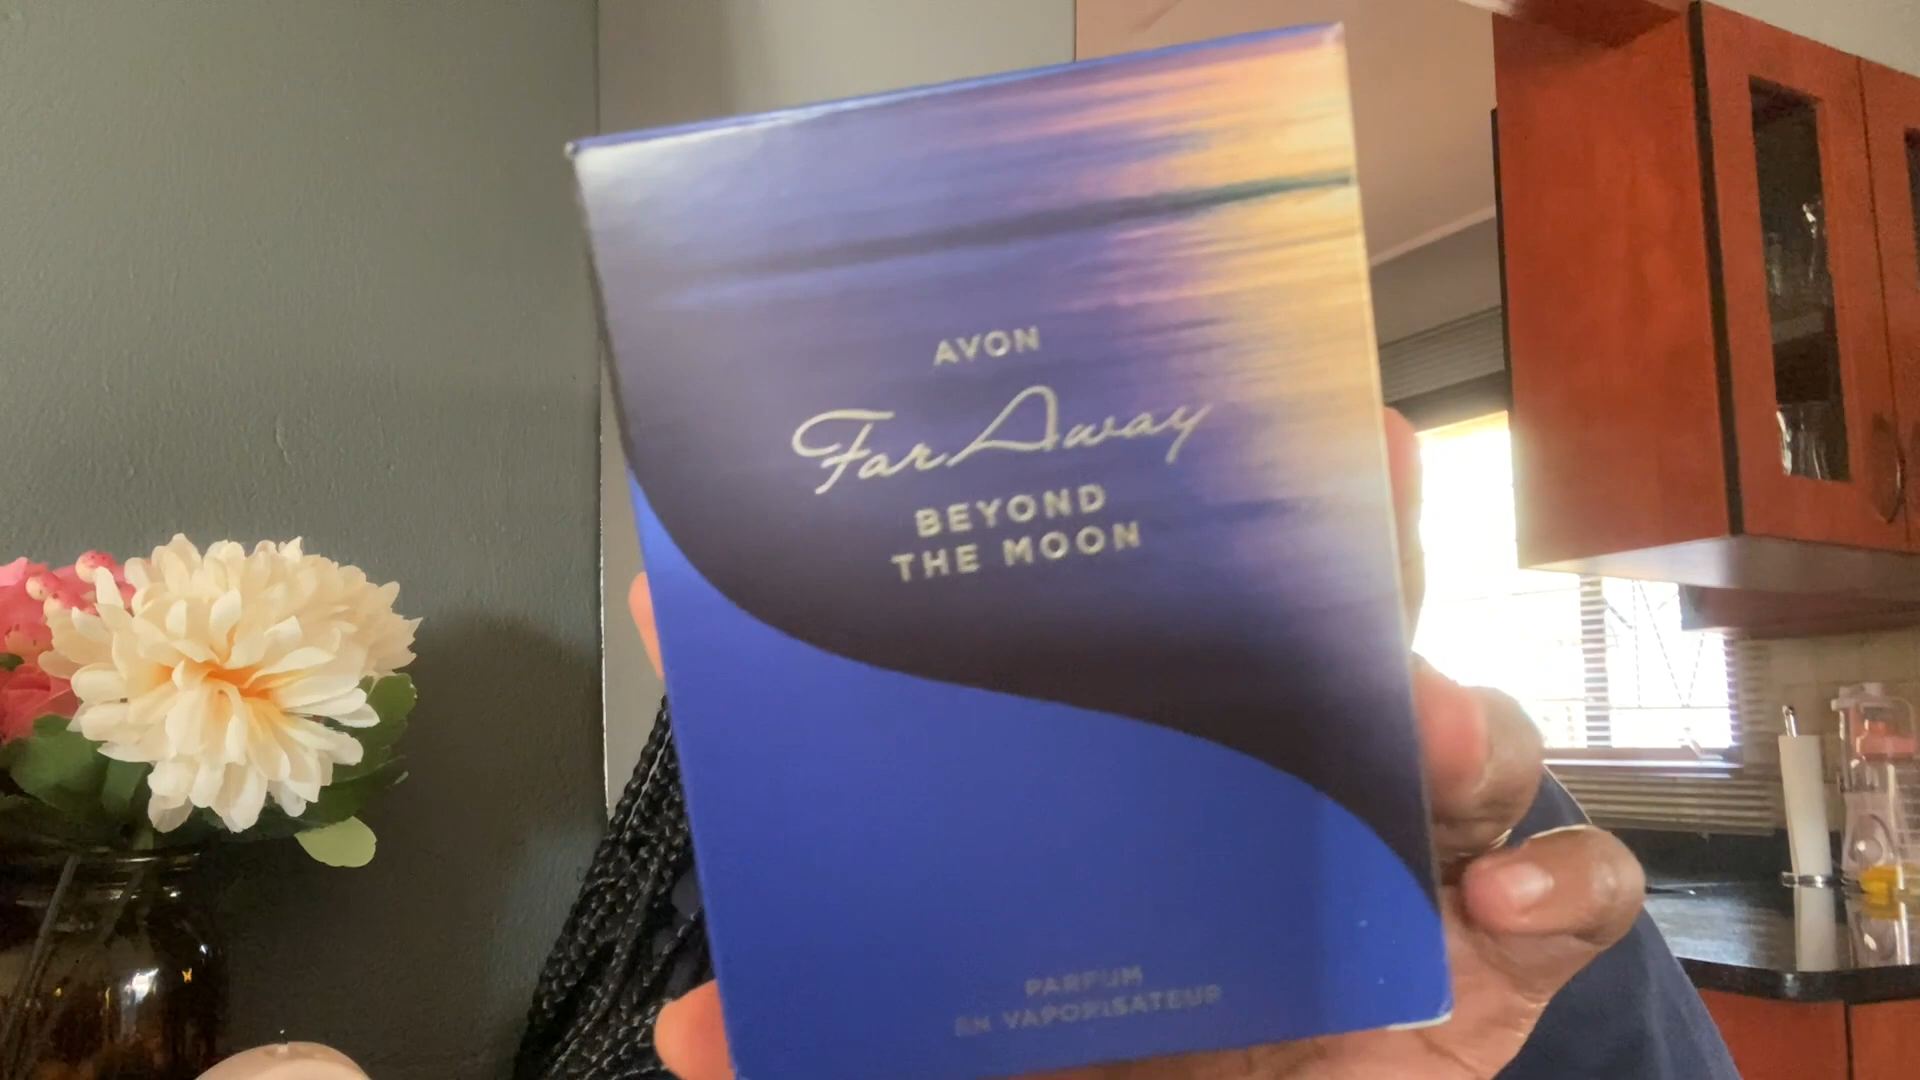 AVON
Far Away
BEYOND
THE MOON
PARFUM
EN VAPORISATEUR